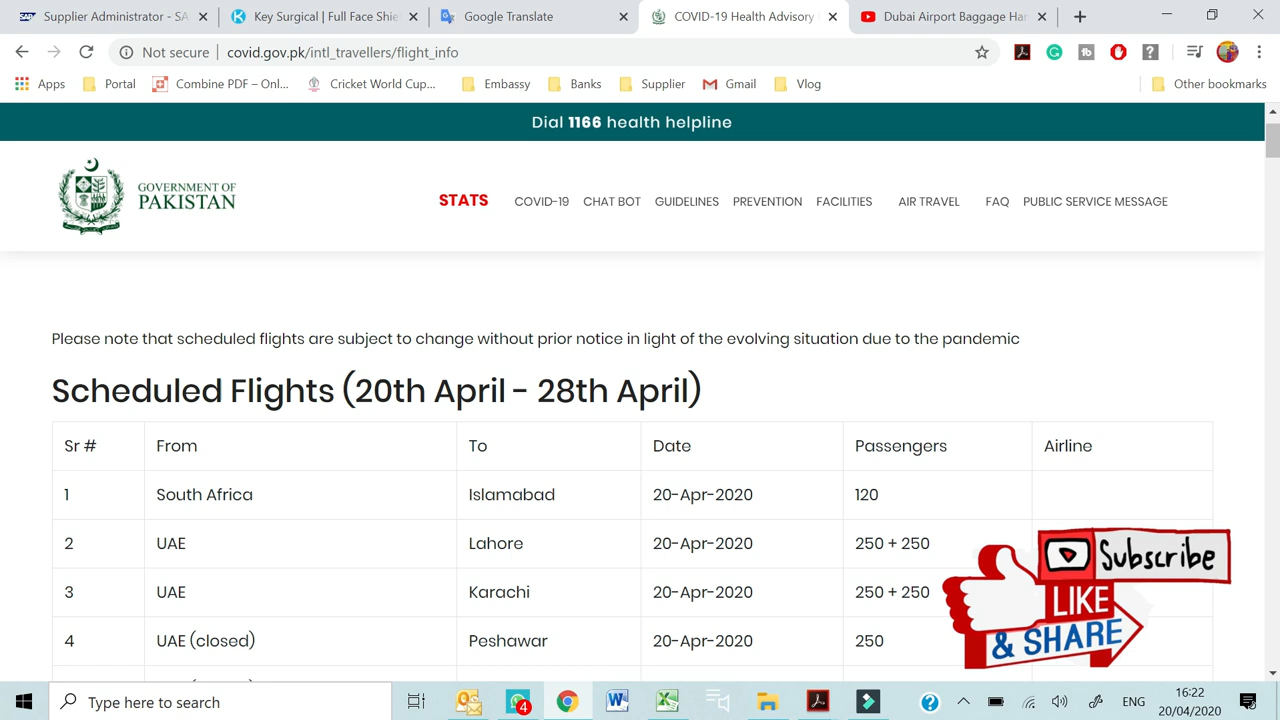 Supplier Administrator - SA
Key Surgical | Full Face Shie
Google Translate
COVID-19 Health Advisory
Dubai Airport Baggage Har
Not secure
covid.gov.pk/intl_travellers/flight_info
Apps
Portal
Combine PDF – Onl...
Cricket World Cup...
Embassy
Banks
Supplier
Gmail
Vlog
Other bookmarks
Dial 1166 health helpline
GOVERNMENT OF
PAKISTAN
STATS
COVID-19
CHAT BOT
GUIDELINES
PREVENTION
FACILITIES
AIR TRAVEL
FAQ
PUBLIC SERVICE MESSAGE
Please note that scheduled flights are subject to change without prior notice in light of the evolving situation due to the pandemic
Scheduled Flights (20th April - 28th April)
Sr # From To Date Passengers Airline
1 South Africa Islamabad 20-Apr-2020 120
2 UAE Lahore 20-Apr-2020 250 + 250
3 UAE Karachi 20-Apr-2020 250 + 250
4 UAE (closed) Peshawar 20-Apr-2020 250
Subscribe
LIKE
& SHARE
Type here to search
4
ENG
16:22
20/04/2020